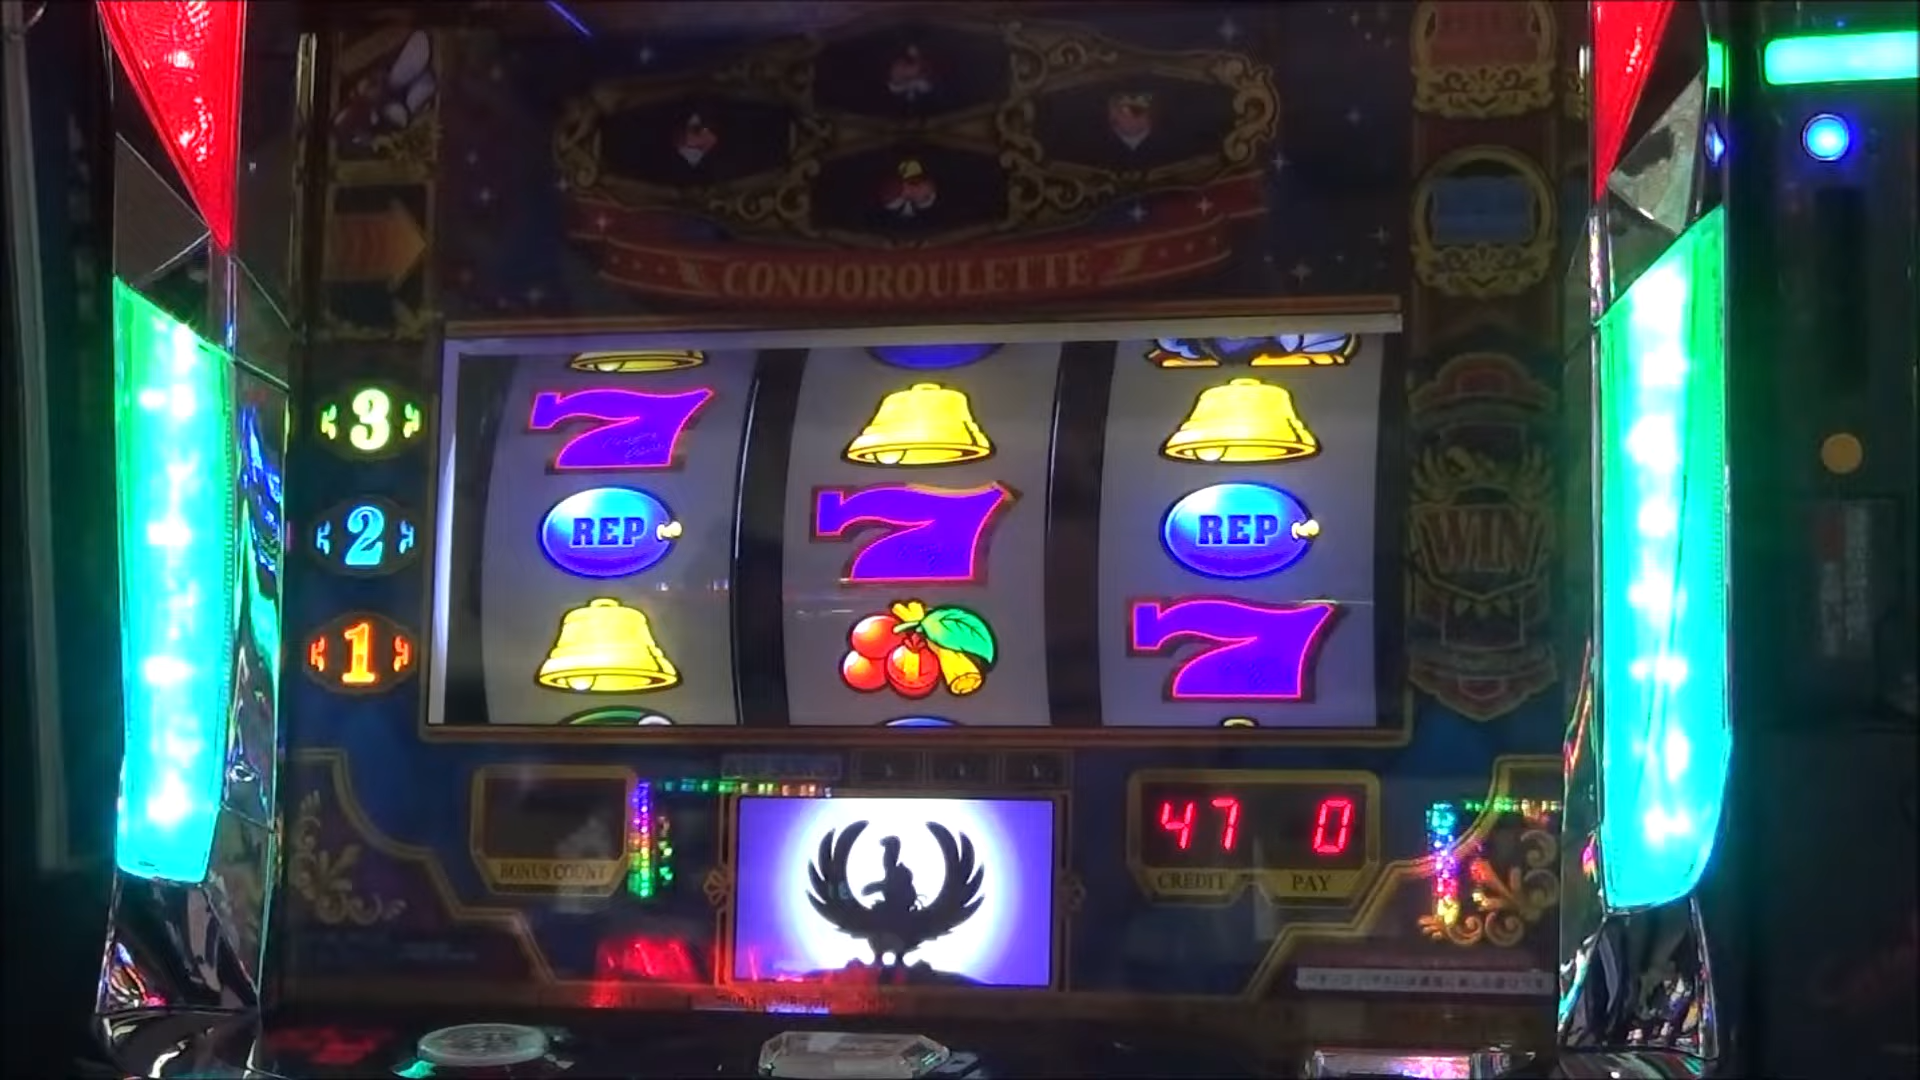 CONDOROULETTE
3
2
REP
REP
WIN
1
47 0
BONUS COUNT
CREDIT
PAY